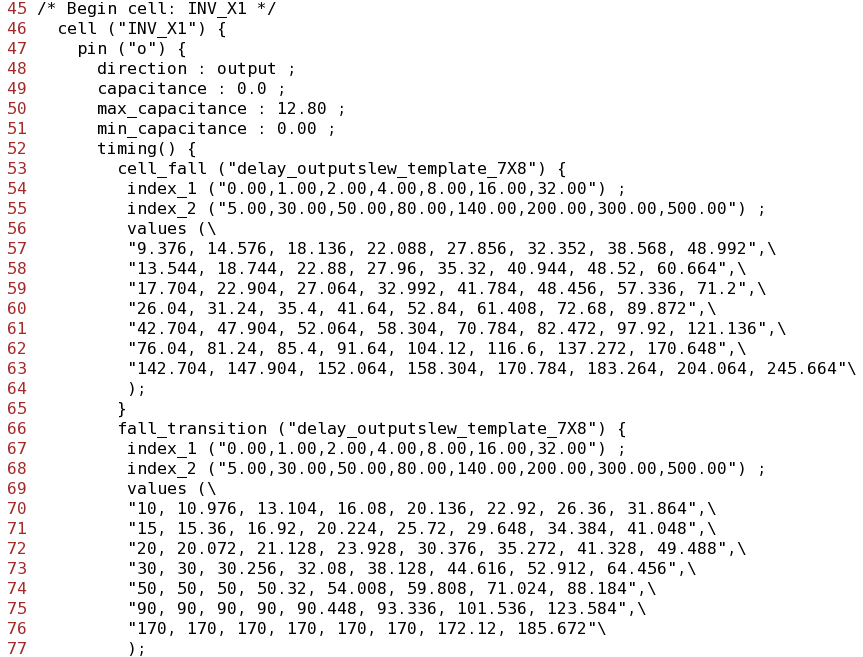 45 /* Begin cell: INV_X1 */
46   cell ("INV_X1") {
47     pin ("o") {
48       direction : output ;
49       capacitance : 0.0 ;
50       max_capacitance : 12.80 ;
51       min_capacitance : 0.00 ;
52       timing() {
53         cell_fall ("delay_outputslew_template_7X8") {
54          index_1 ("0.00,1.00,2.00,4.00,8.00,16.00,32.00") ;
55          index_2 ("5.00,30.00,50.00,80.00,140.00,200.00,300.00,500.00") ;
56          values (\
57          "9.376, 14.576, 18.136, 22.088, 27.856, 32.352, 38.568, 48.992",\
58          "13.544, 18.744, 22.88, 27.96, 35.32, 40.944, 48.52, 60.664",\
59          "17.704, 22.904, 27.064, 32.992, 41.784, 48.456, 57.336, 71.2",\
60          "26.04, 31.24, 35.4, 41.64, 52.84, 61.408, 72.68, 89.872",\
61          "42.704, 47.904, 52.064, 58.304, 70.784, 82.472, 97.92, 121.136",\
62          "76.04, 81.24, 85.4, 91.64, 104.12, 116.6, 137.272, 170.648",\
63          "142.704, 147.904, 152.064, 158.304, 170.784, 183.264, 204.064, 245.664"\
64          );
65         }
66         fall_transition ("delay_outputslew_template_7X8") {
67          index_1 ("0.00,1.00,2.00,4.00,8.00,16.00,32.00") ;
68          index_2 ("5.00,30.00,50.00,80.00,140.00,200.00,300.00,500.00") ;
69          values (\
70          "10, 10.976, 13.104, 16.08, 20.136, 22.92, 26.36, 31.864",\
71          "15, 15.36, 16.92, 20.224, 25.72, 29.648, 34.384, 41.048",\
72          "20, 20.072, 21.128, 23.928, 30.376, 35.272, 41.328, 49.488",\
73          "30, 30, 30.256, 32.08, 38.128, 44.616, 52.912, 64.456",\
74          "50, 50, 50, 50.32, 54.008, 59.808, 71.024, 88.184",\
75          "90, 90, 90, 90, 90.448, 93.336, 101.536, 123.584",\
76          "170, 170, 170, 170, 170, 170, 172.12, 185.672"\
77          );